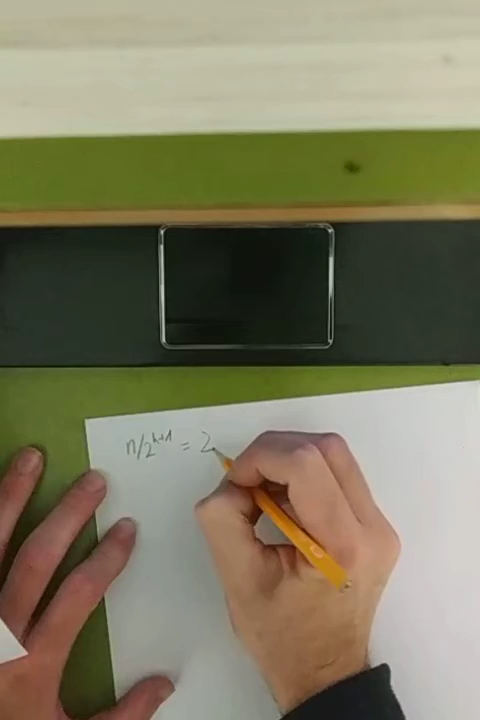 n/2^{h+1} = 2